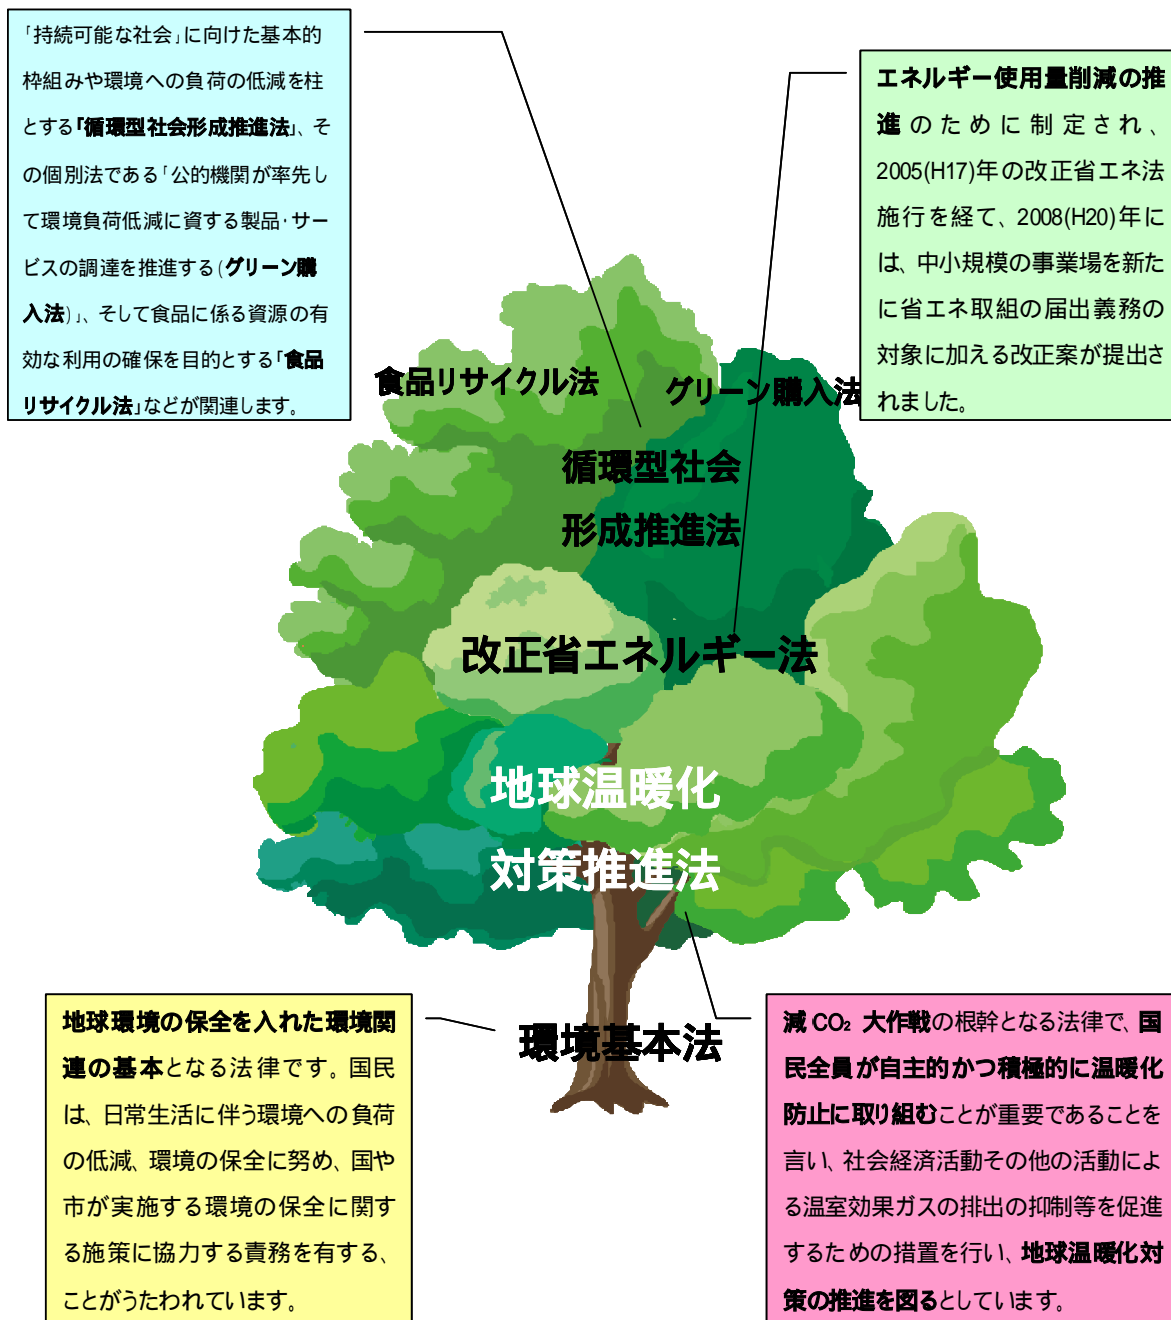 「持続可能な社会」に向けた基本的
枠組みや環境への負荷の低減を柱
とする「循環型社会形成推進法」、そ
の個別法である「公的機関が率先し
て環境負荷低減に資する製品･サー
ビスの調達を推進する(グリーン購
入法)」、そして食品に係る資源の有
効な利用の確保を目的とする「食品
リサイクル法」などが関連します。
エネルギー使用量削減の推
進のために制定され、
2005(H17)年の改正省エネ法
施行を経て、2008(H20)年に
は、中小規模の事業場を新た
に省エネ取組の届出義務の
対象に加える改正案が提出さ
れました。
食品リサイクル法
グリーン購入法
循環型社会
形成推進法
改正省エネルギー法
地球温暖化
対策推進法
環境基本法
地球環境の保全を入れた環境関
連の基本となる法律です。国民
は、日常生活に伴う環境への負荷
の低減、環境の保全に努め、国や
市が実施する環境の保全に関す
る施策に協力する責務を有する、
ことがうたわれています。
減 CO₂ 大作戦の根幹となる法律で、国
民全員が自主的かつ積極的に温暖化
防止に取り組むことが重要であることを
言い、社会経済活動その他の活動によ
る温室効果ガスの排出の抑制等を促進
するための措置を行い、地球温暖化対
策の推進を図るとしています。